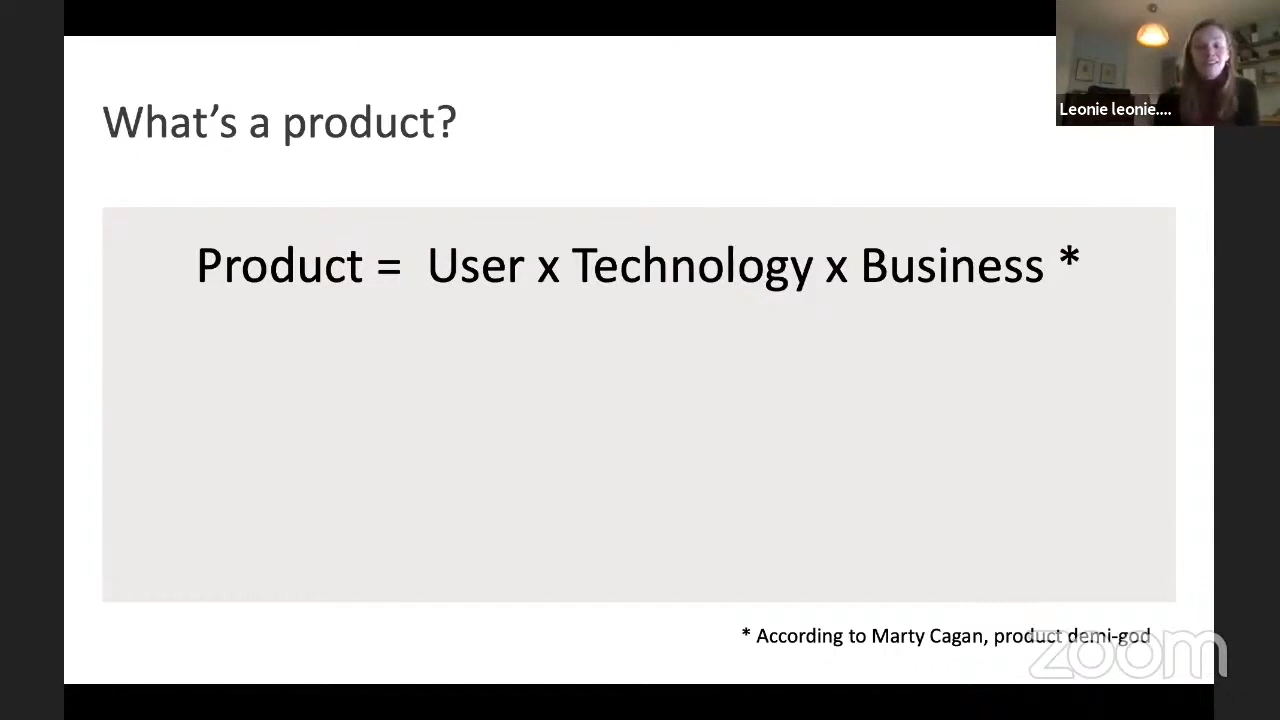 What's a product?
Leonie leonie....
Product = User x Technology x Business *
* According to Marty Cagan, product demi-god
zoom